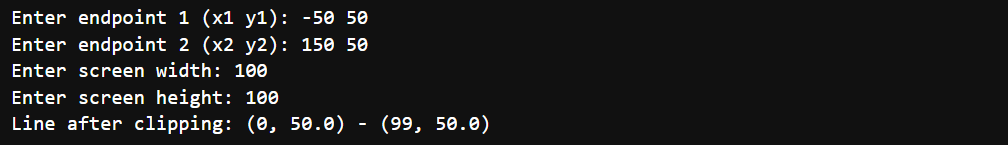 Enter endpoint 1 (x1 y1): -50 50
Enter endpoint 2 (x2 y2): 150 50
Enter screen width: 100
Enter screen height: 100
Line after clipping: (0, 50.0) - (99, 50.0)